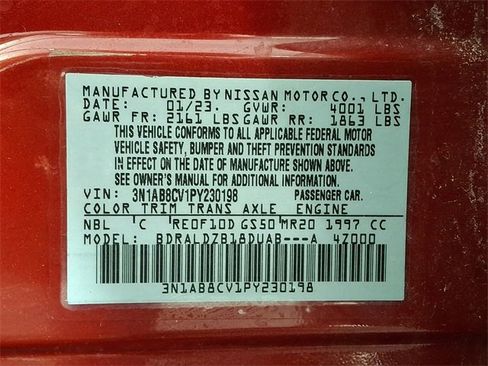 MANUFACTURED BY NISSAN MOTOR CO., LTD.
DATE: 01/23. GVWR: 4001 LBS
GAWR FR: 2161 LBS GAWR RR: 1863 LBS
THIS VEHICLE CONFORMS TO ALL APPLICABLE FEDERAL MOTOR
VEHICLE SAFETY, BUMPER AND THEFT PREVENTION STANDARDS
IN EFFECT ON THE DATE OF MANUFACTURE SHOWN ABOVE.
SEE OWNER'S MANUAL FOR ADDITIONAL INFORMATION.
VIN: 3N1AB8CV1PY230198 PASSENGER CAR.
COLOR TRIM TRANS AXLE ENGINE
NBL C RE0F10D GS50 MR20 1997 CC
MODEL: BDRALDZB18DUAB---A 4Z000
3N1AB8CV1PY230198